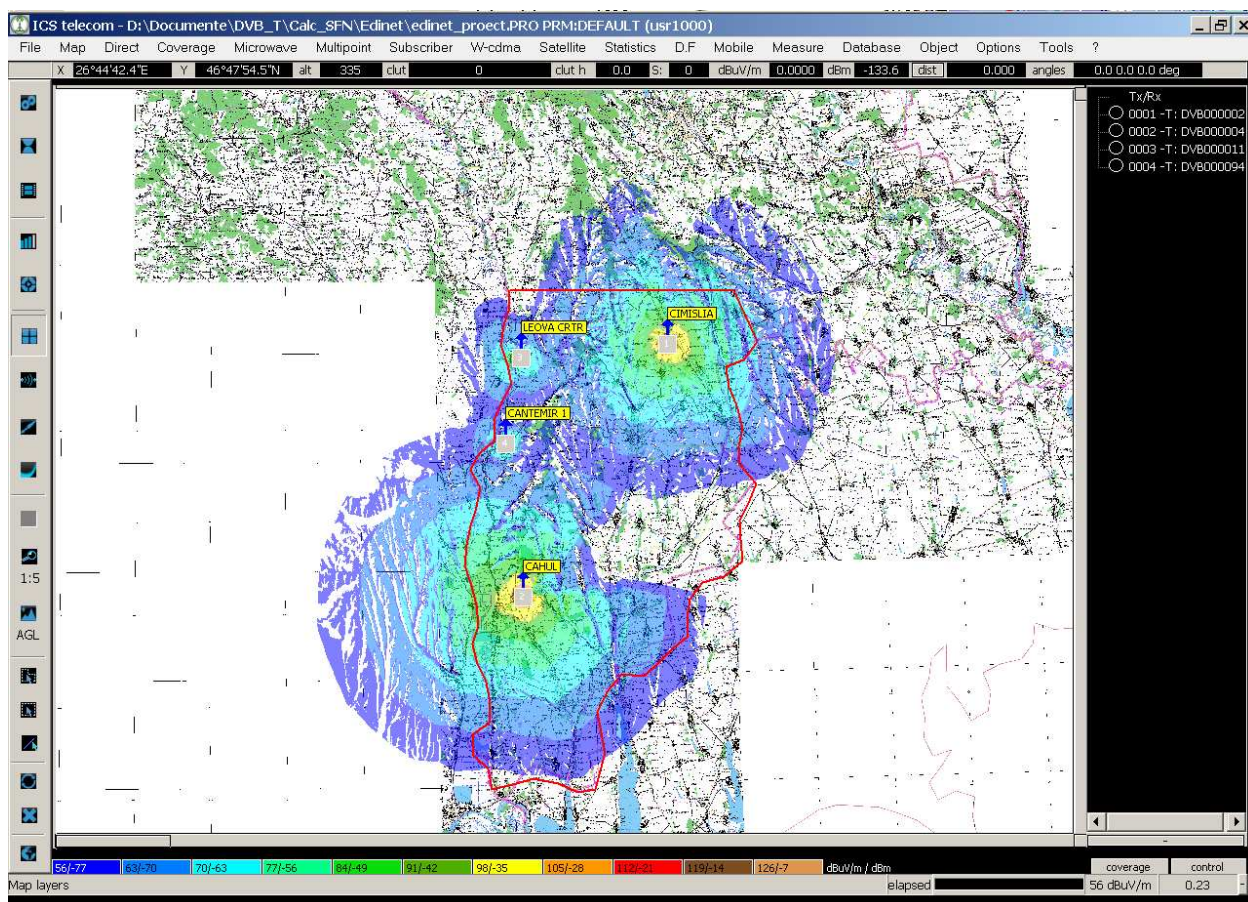 ICS telecom - D:\Documente\DVB_T\Calc_SFN\Edinet\edinet_proect.PRO PRM:DEFAULT (usr1000)
File Map Direct Coverage Microwave Multipoint Subscriber W-cdma Satellite Statistics D.F Mobile Measure Database Object Options Tools ?
X 26°44'42.4"E Y 46°47'54.5"N alt 335 clut 0 clut h 0.0 S: 0 dBuV/m 0.0000 dBm -133.6 dist 0.000 angles 0.0 0.0 0.0 deg
Tx/Rx
0001 -T: DVB000002
0002 -T: DVB000004
0003 -T: DVB000011
0004 -T: DVB000094
CIMISLIA
1
LEOVA CRTR
3
CANTEMIR 1
4
CAHUL
2
1:5
AGL
56/-77 63/-70 70/-63 77/-56 84/-49 91/-42 98/-35 105/-28 112/-21 119/-14 126/-7 dBuV/m / dBm
coverage control
Map layers elapsed 56 dBuV/m 0.23